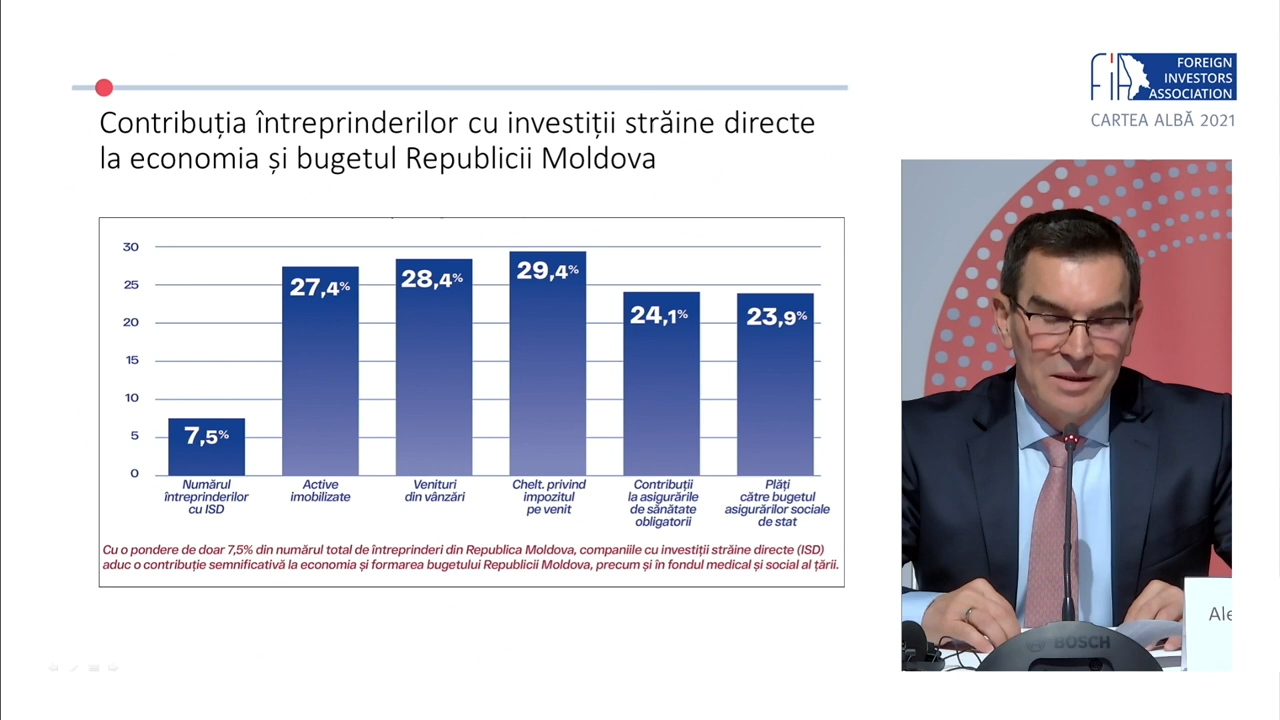 FiA
FOREIGN
INVESTORS
ASSOCIATION
CARTEA ALBĂ 2021
Contribuția întreprinderilor cu investiții străine directe
la economia și bugetul Republicii Moldova
30
25
20
15
10
5
0
7,5%
27,4%
28,4%
29,4%
24,1%
23,9%
Numărul
întreprinderilor
cu ISD
Active
imobilizate
Venituri
din vânzări
Chelt. privind
impozitul
pe venit
Contribuții
la asigurările
de sănătate
obligatorii
Plăți
către bugetul
asigurărilor sociale
de stat
Cu o pondere de doar 7,5% din numărul total de întreprinderi din Republica Moldova, companiile cu investiții străine directe (ISD)
aduc o contribuție semnificativă la economia și formarea bugetului Republicii Moldova, precum și în fondul medical și social al țării.
Ale
BOSCH